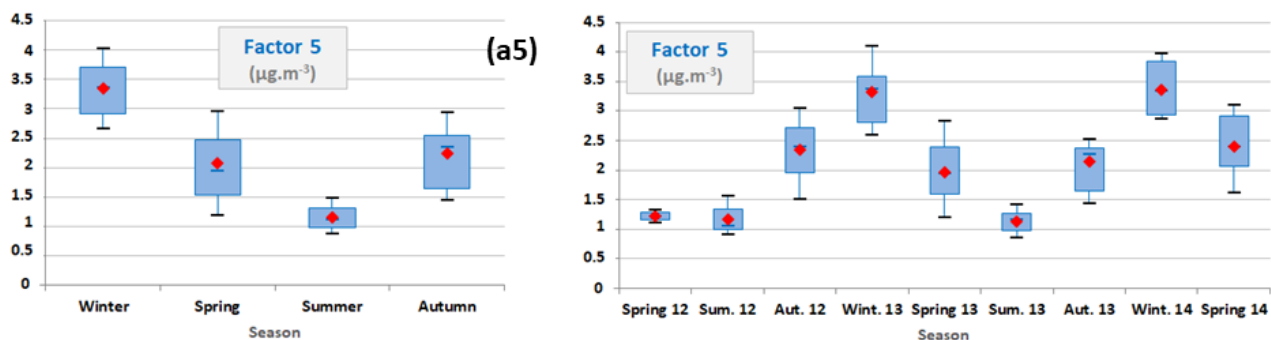 4.5
4
3.5
3
2.5
2
1.5
1
0.5
0
Factor 5
(µg.m⁻³)
(a5)
Winter Spring Summer Autumn
Season
4.5
4
3.5
3
2.5
2
1.5
1
0.5
0
Factor 5
(µg.m⁻³)
Spring 12 Sum. 12 Aut. 12 Wint. 13 Spring 13 Sum. 13 Aut. 13 Wint. 14 Spring 14
Season